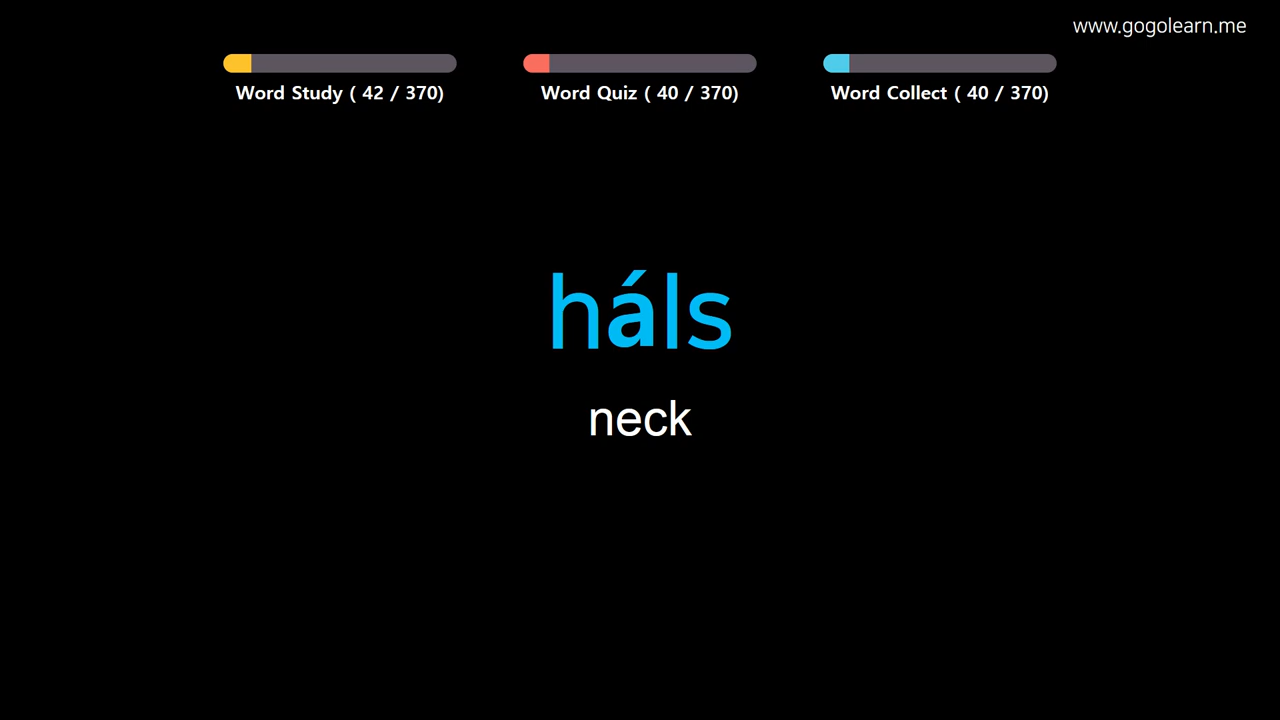 www.gogolearn.me
Word Study ( 42 / 370)
Word Quiz ( 40 / 370)
Word Collect ( 40 / 370)
háls
neck